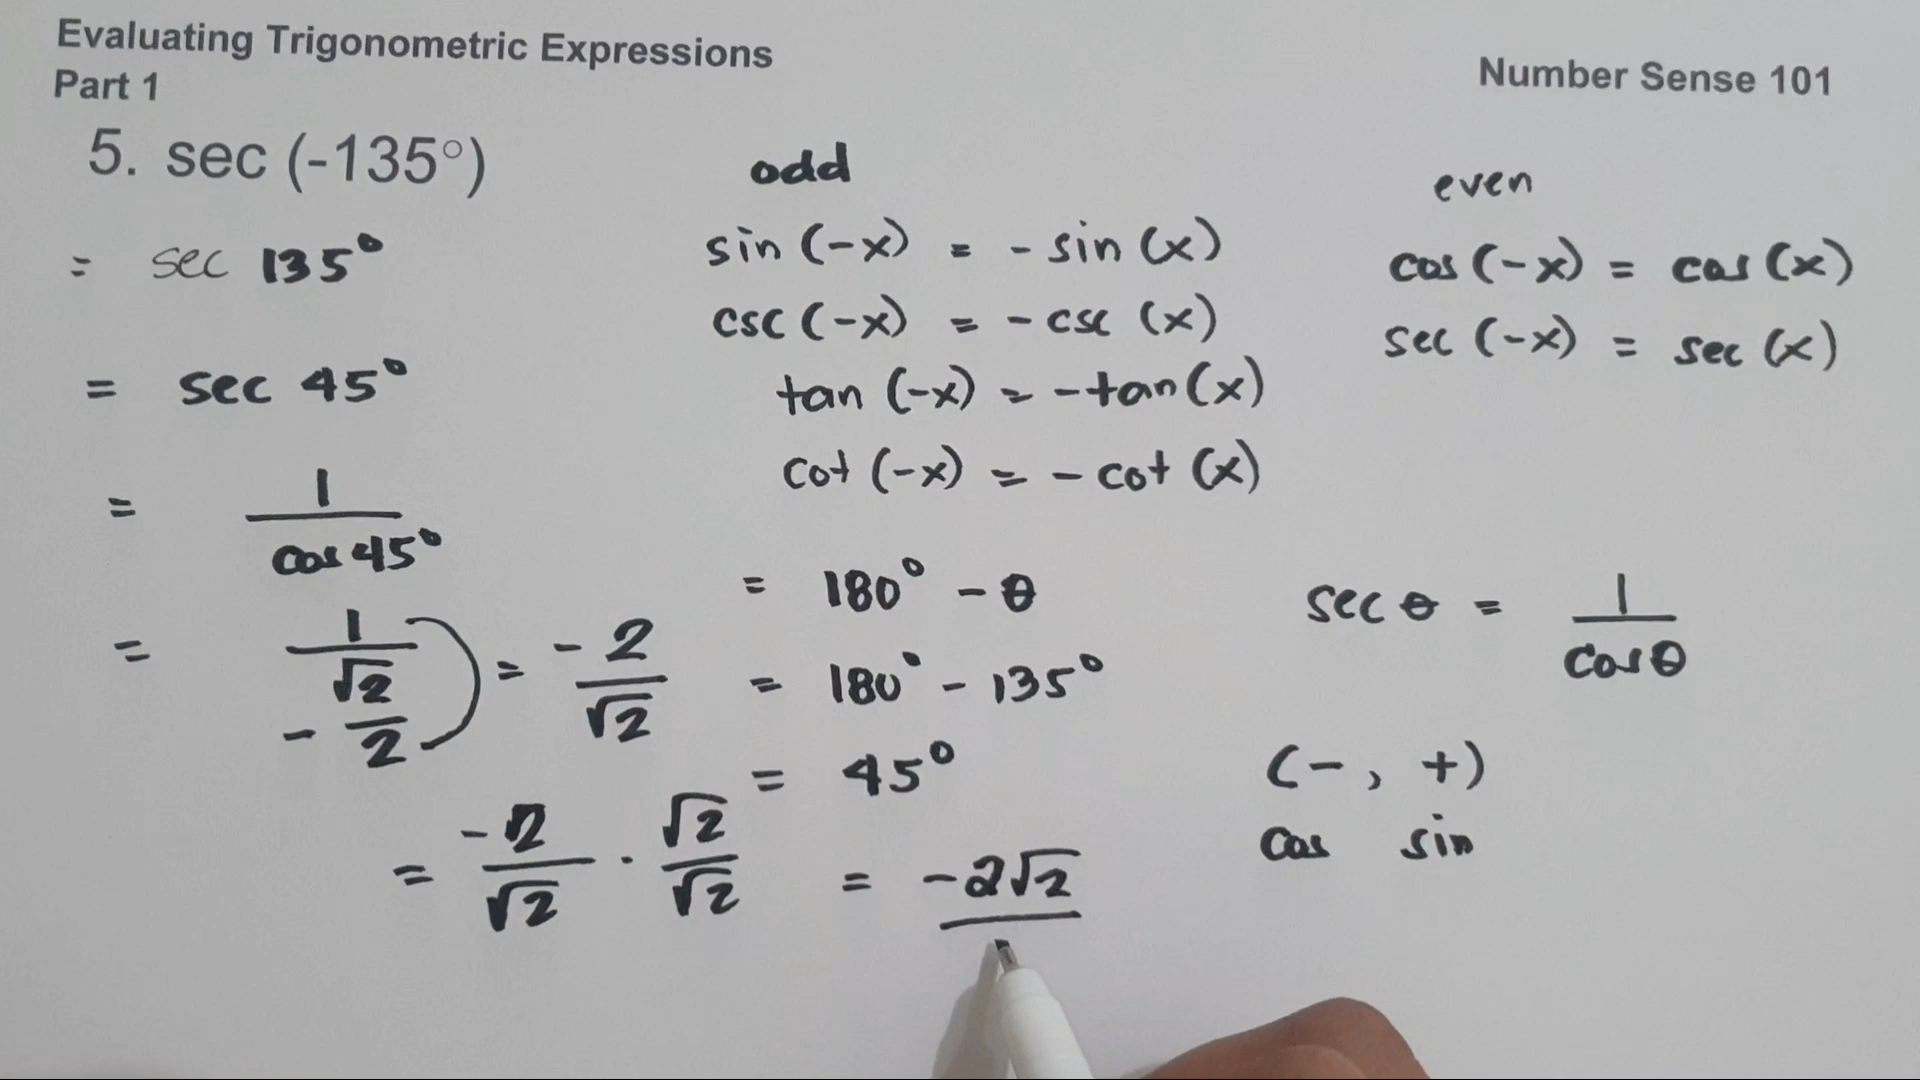 Evaluating Trigonometric Expressions
Part 1
Number Sense 101
5. sec (-135°)
= sec 135°
= sec 45°
= 1 / cos 45°
= 1 / - √2/2 = -2/√2
= -2/√2 · √2/√2 = -2√2
odd
sin (-x) = - sin (x)
csc (-x) = - csc (x)
tan (-x) = - tan (x)
cot (-x) = - cot (x)
= 180° - θ
= 180° - 135°
= 45°
even
cos (-x) = cos (x)
sec (-x) = sec (x)
sec θ = 1 / cos θ
(-, +)
cos sin